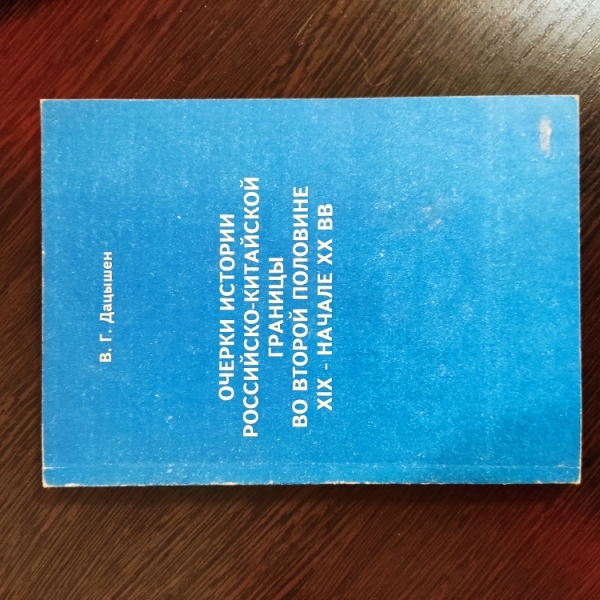 В. Г. Дацышен
ОЧЕРКИ ИСТОРИИ
РОССИЙСКО-КИТАЙСКОЙ
ГРАНИЦЫ
ВО ВТОРОЙ ПОЛОВИНЕ
XIX - НАЧАЛЕ XX ВВ